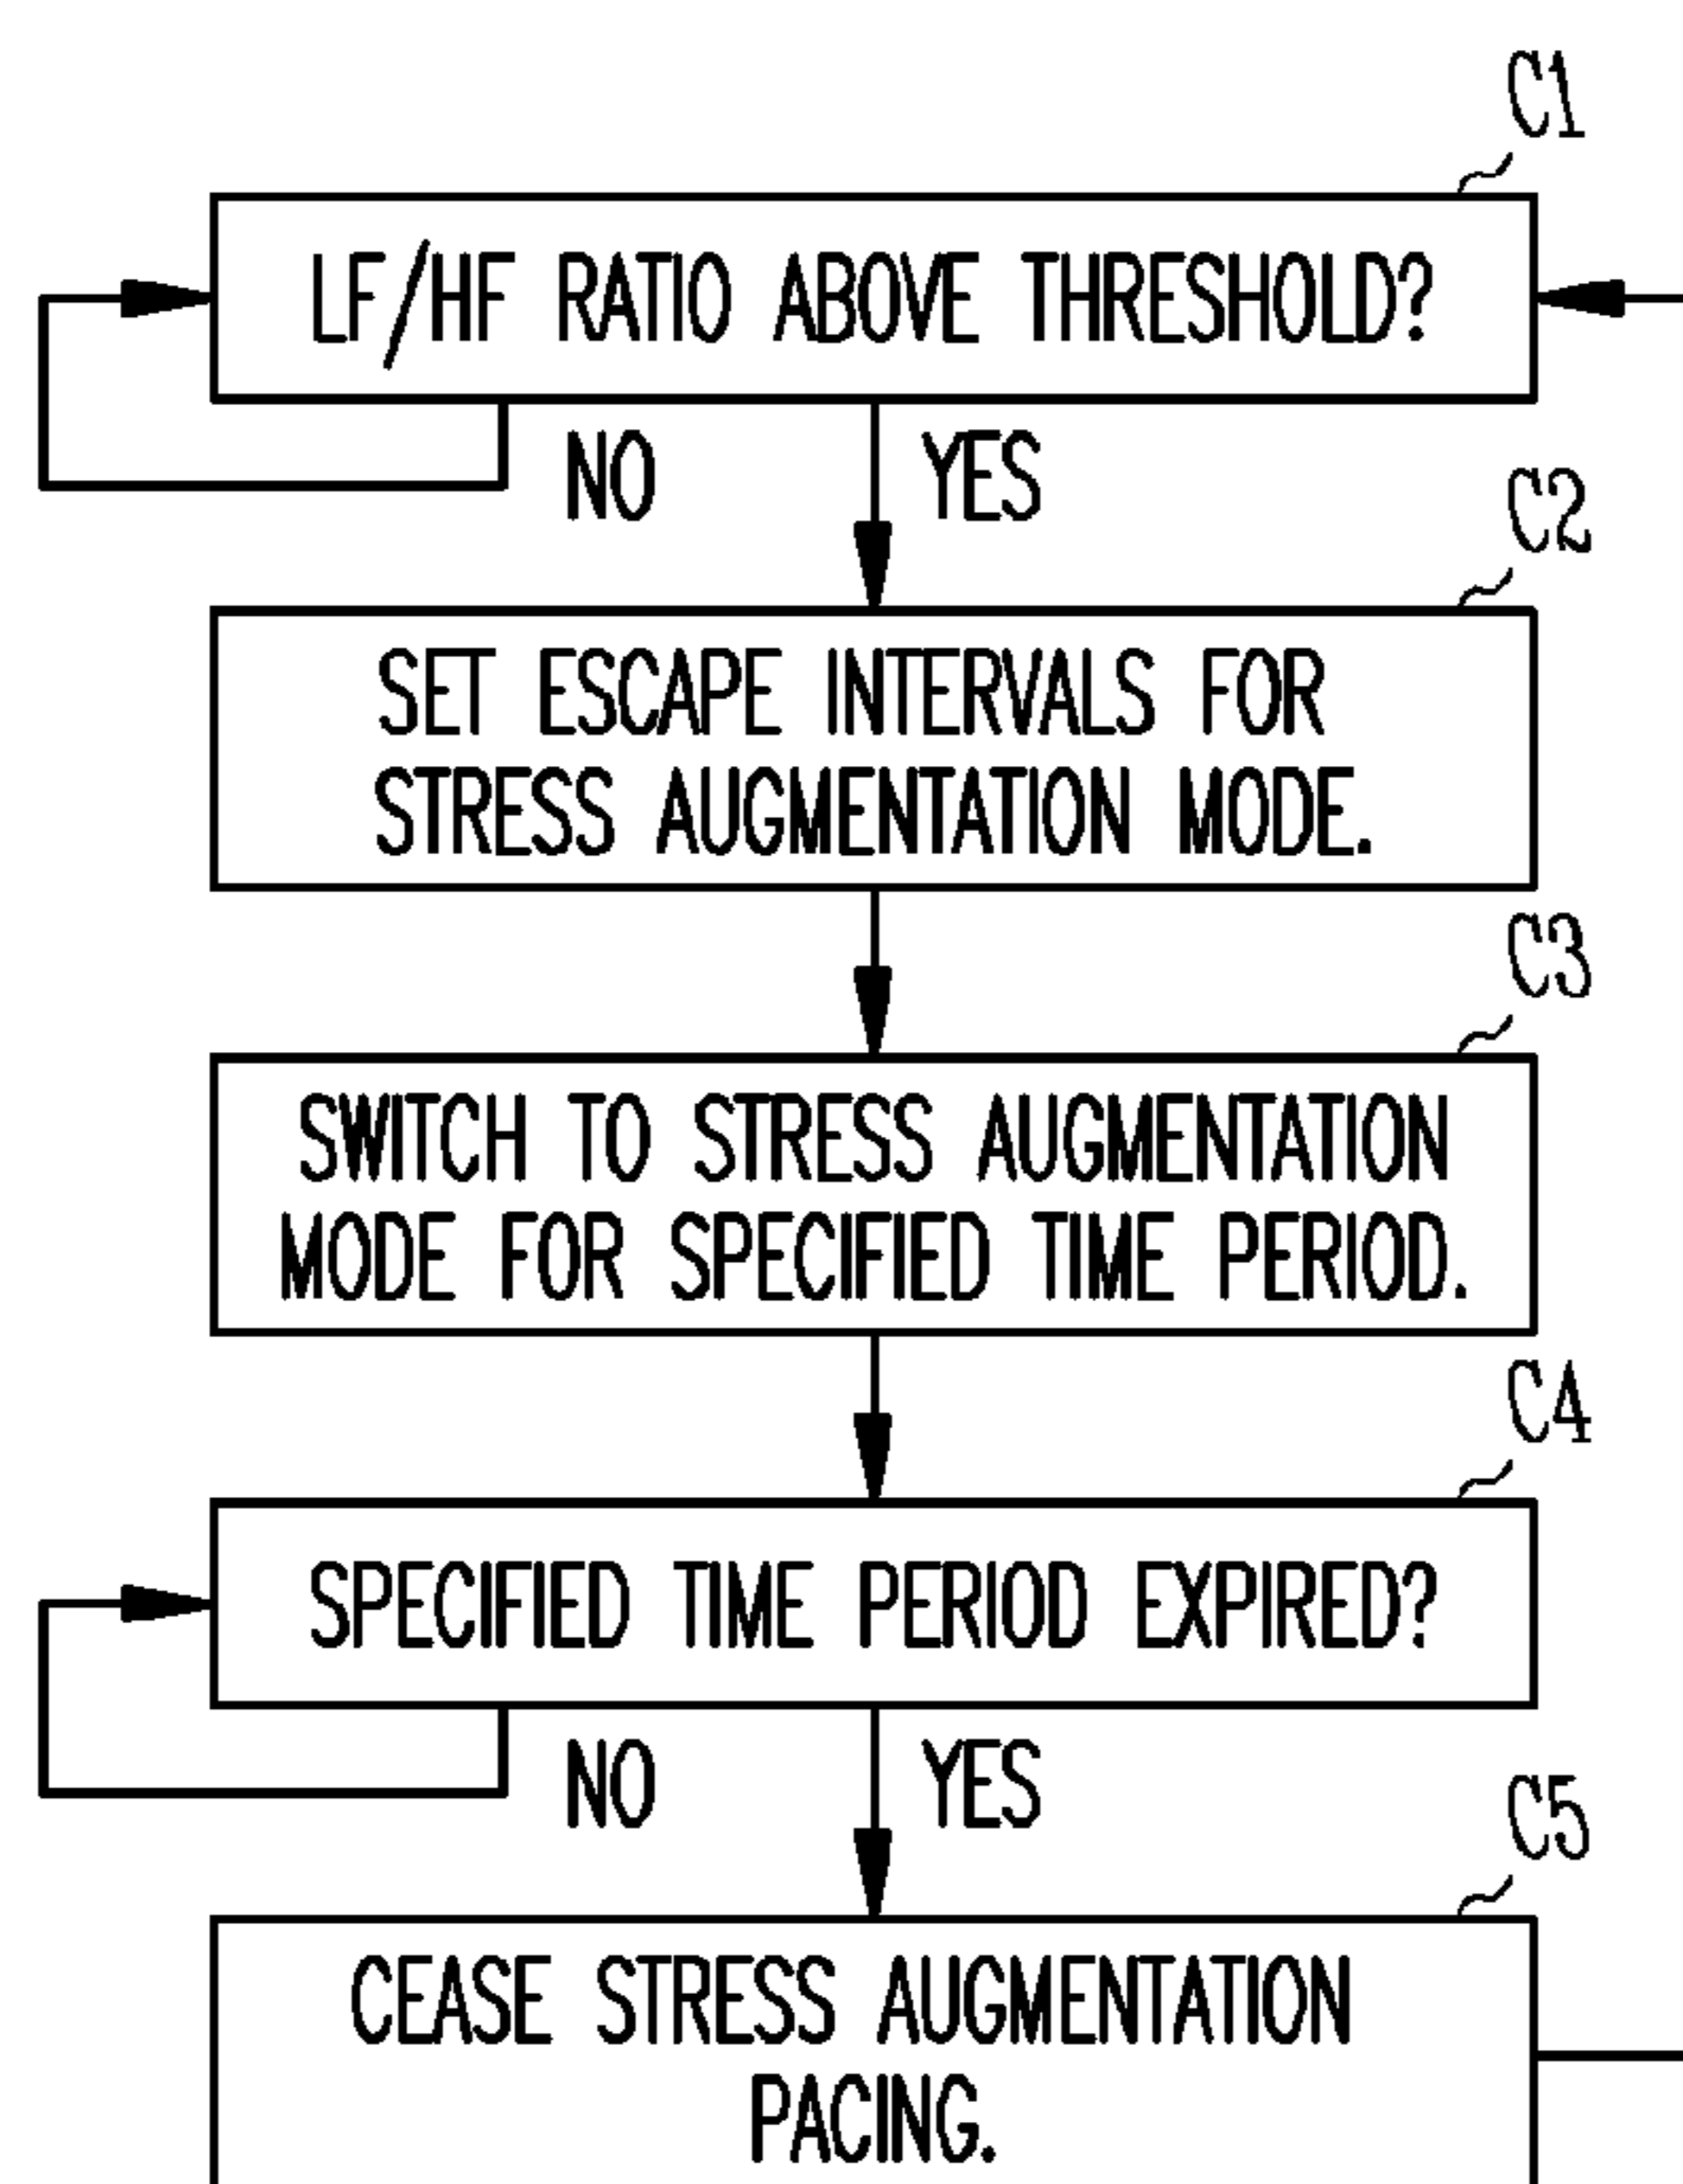 C1
LF/HF RATIO ABOVE THRESHOLD?
NO
YES
C2
SET ESCAPE INTERVALS FOR
STRESS AUGMENTATION MODE.
C3
SWITCH TO STRESS AUGMENTATION
MODE FOR SPECIFIED TIME PERIOD.
C4
SPECIFIED TIME PERIOD EXPIRED?
NO
YES
C5
CEASE STRESS AUGMENTATION
PACING.